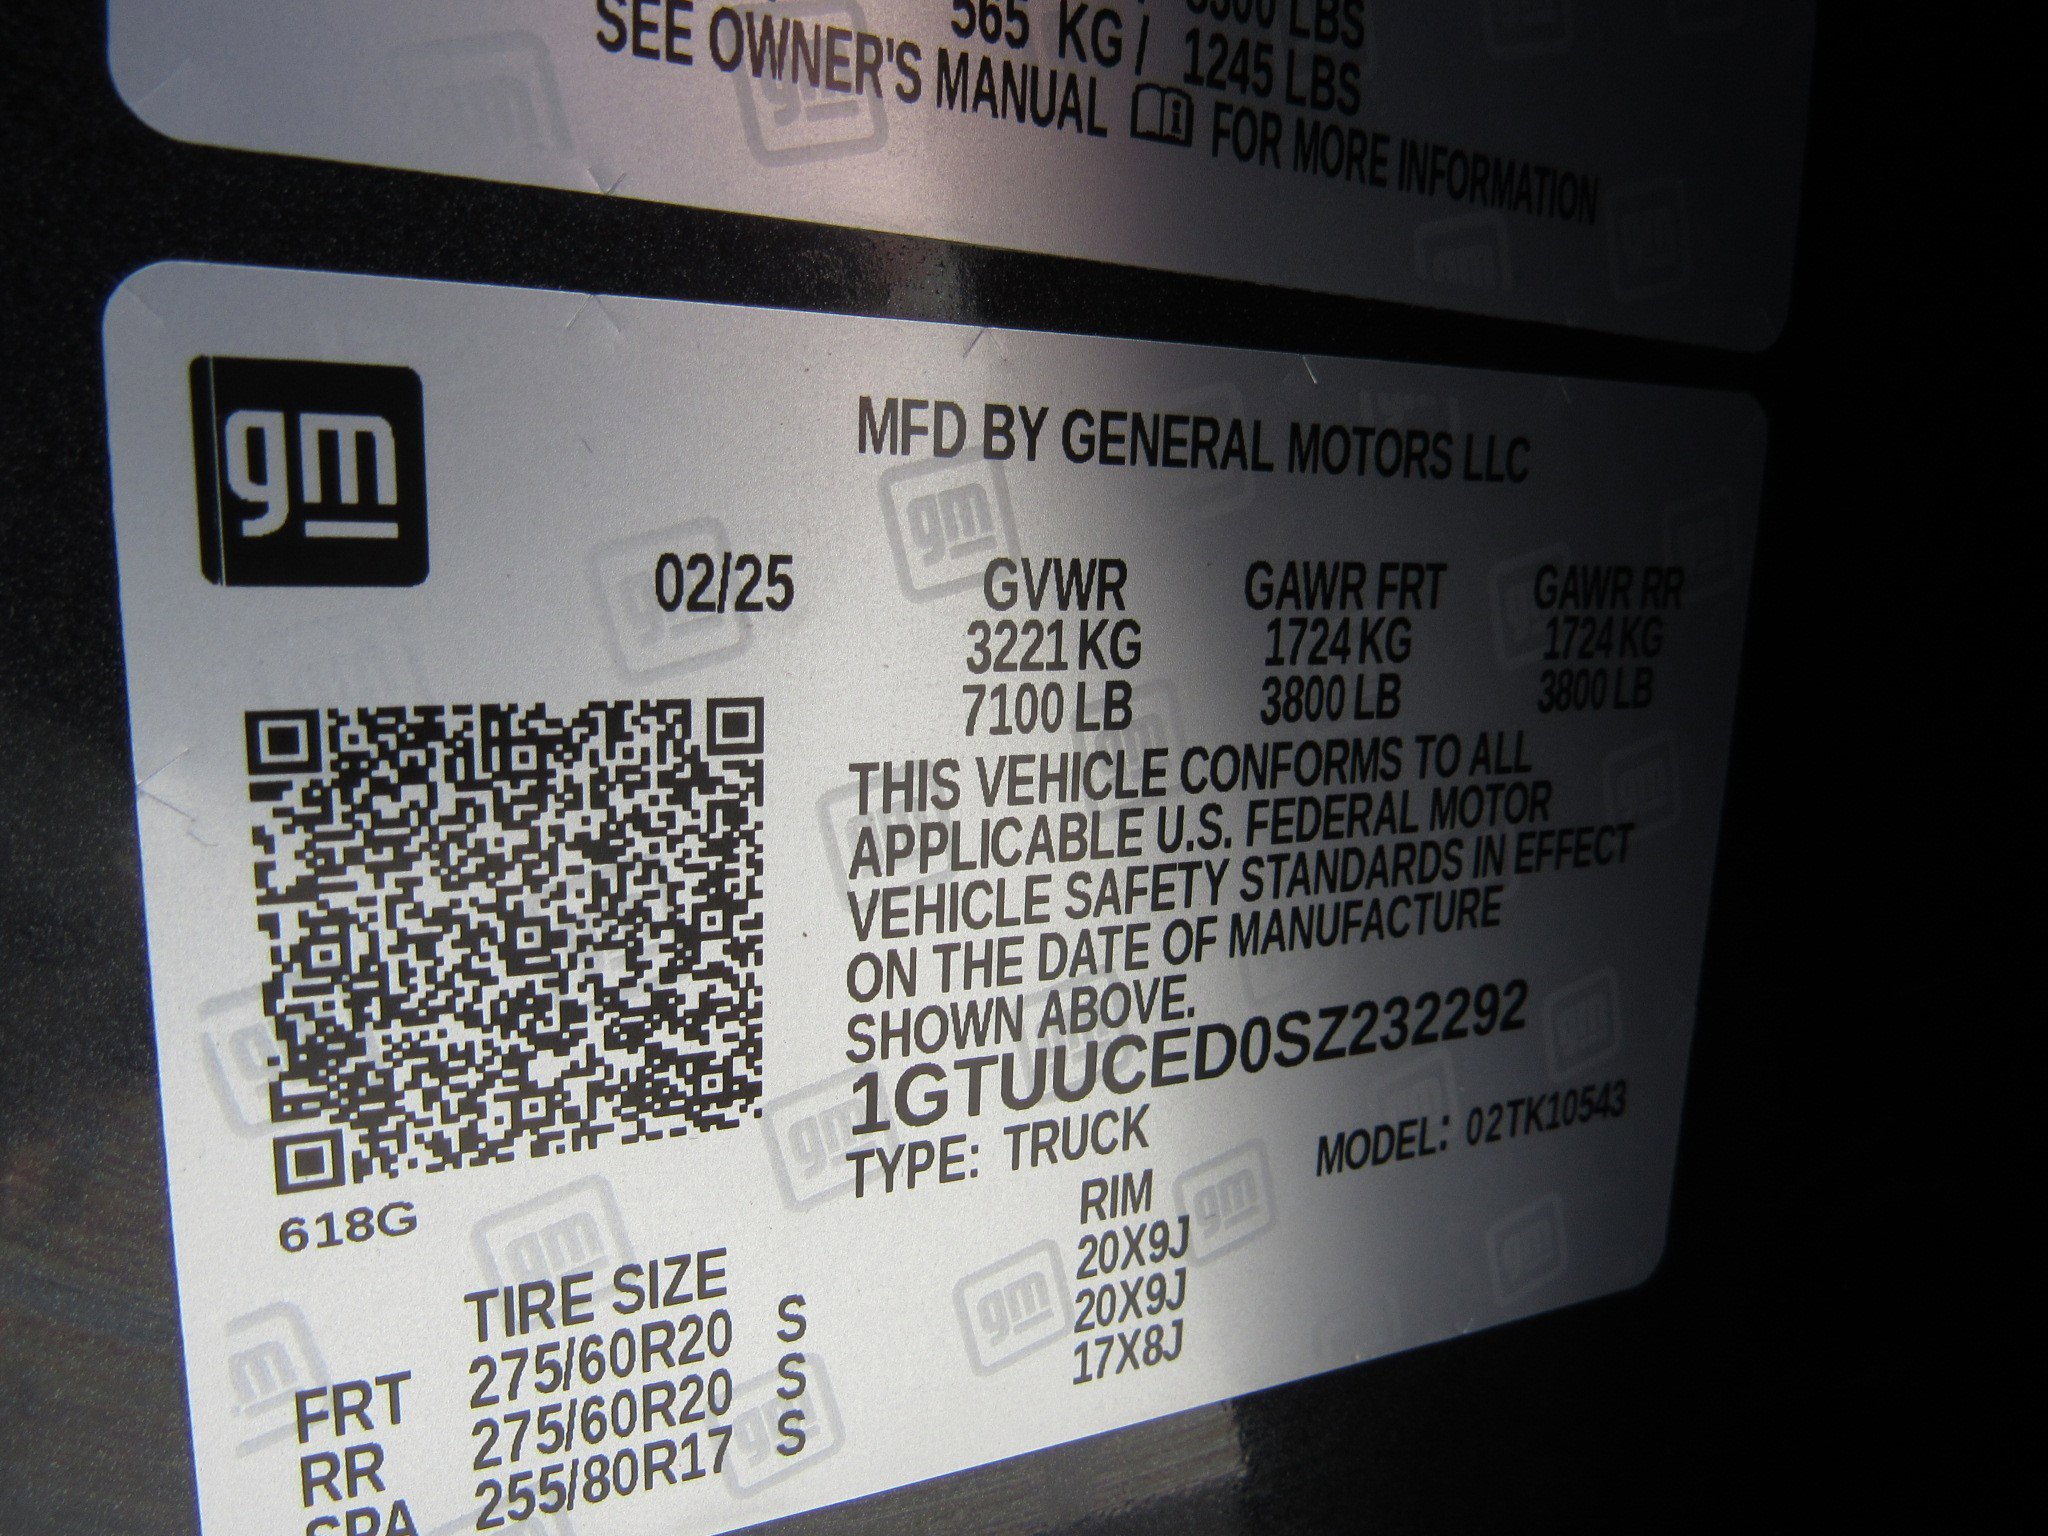 565 KG / 1245 LBS
SEE OWNER'S MANUAL FOR MORE INFORMATION
gm
MFD BY GENERAL MOTORS LLC
02/25
GVWR GAWR FRT GAWR RR
3221 KG 1724 KG 1724 KG
7100 LB 3800 LB 3800 LB
THIS VEHICLE CONFORMS TO ALL
APPLICABLE U.S. FEDERAL MOTOR
VEHICLE SAFETY STANDARDS IN EFFECT
ON THE DATE OF MANUFACTURE
SHOWN ABOVE.
1GTUUCED0SZ232292
TYPE: TRUCK MODEL: 02TK10543
618G
TIRE SIZE RIM
FRT 275/60R20 S 20X9J
RR 275/60R20 S 20X9J
SPA 255/80R17 S 17X8J